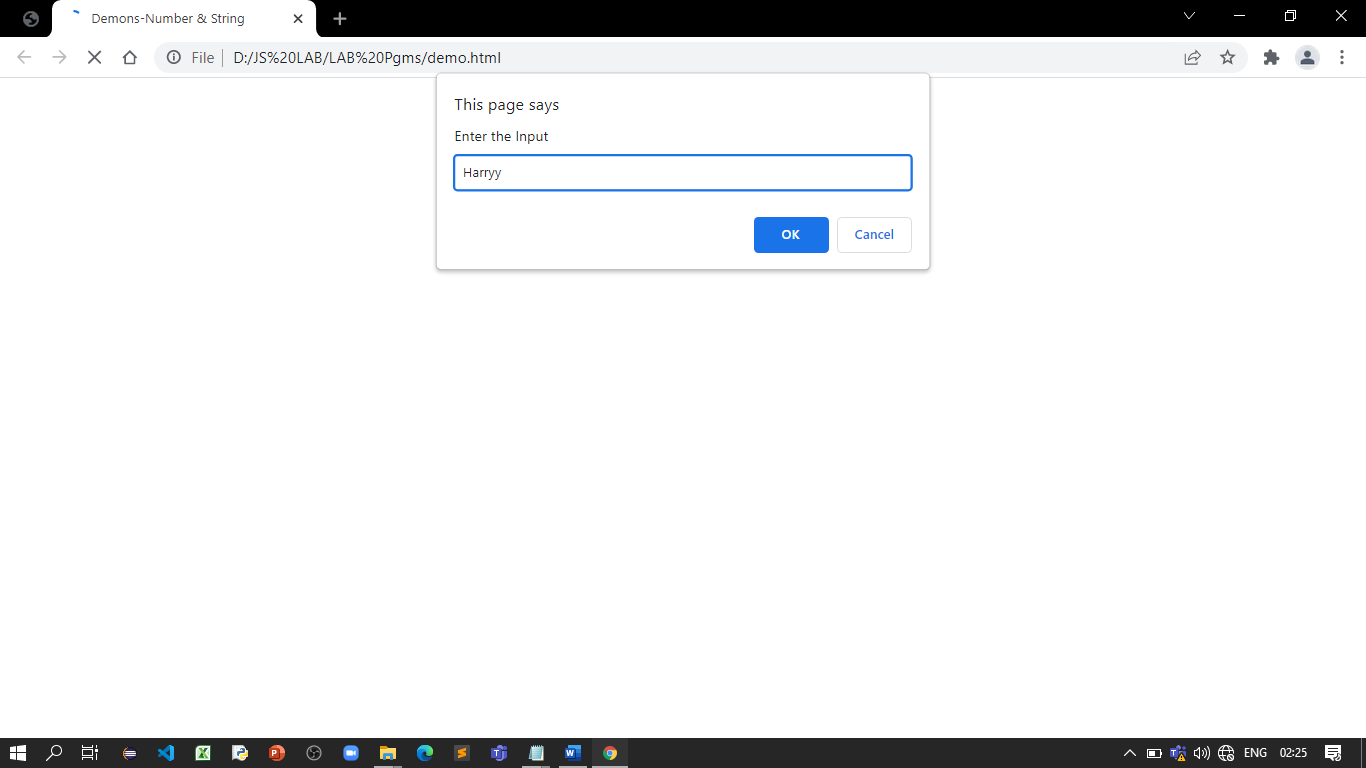 Demons-Number & String
File D:/JS%20LAB/LAB%20Pgms/demo.html
This page says
Enter the Input
Harryy
OK Cancel
ENG 02:25